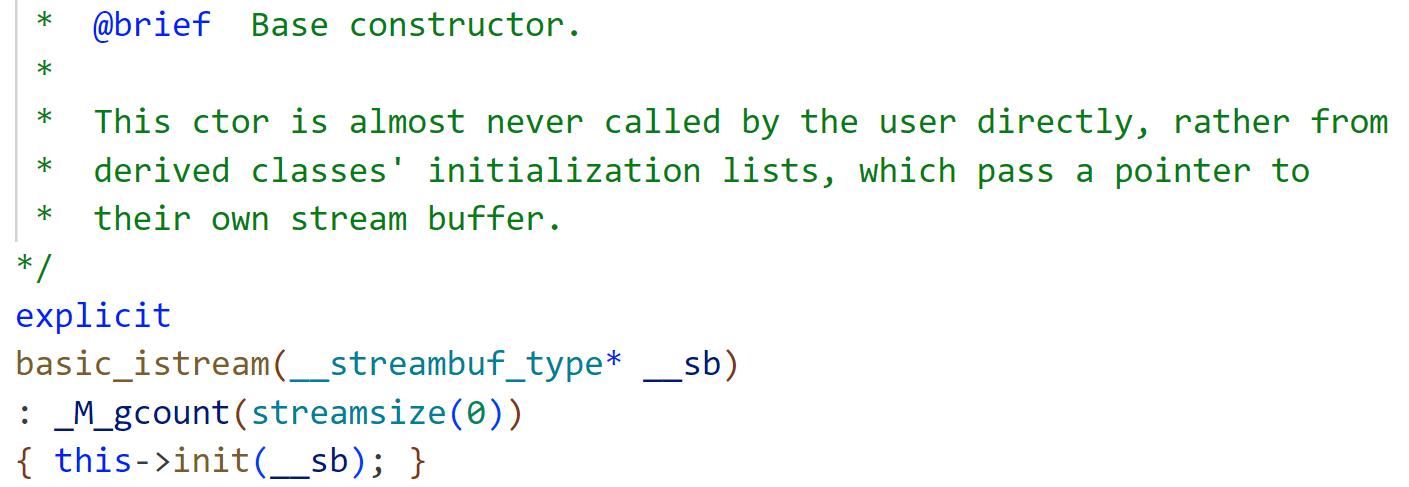 * @brief  Base constructor.
*
* This ctor is almost never called by the user directly, rather from
* derived classes' initialization lists, which pass a pointer to
* their own stream buffer.
*/
explicit
basic_istream(__streambuf_type* __sb)
: _M_gcount(streamsize(0))
{ this->init(__sb); }